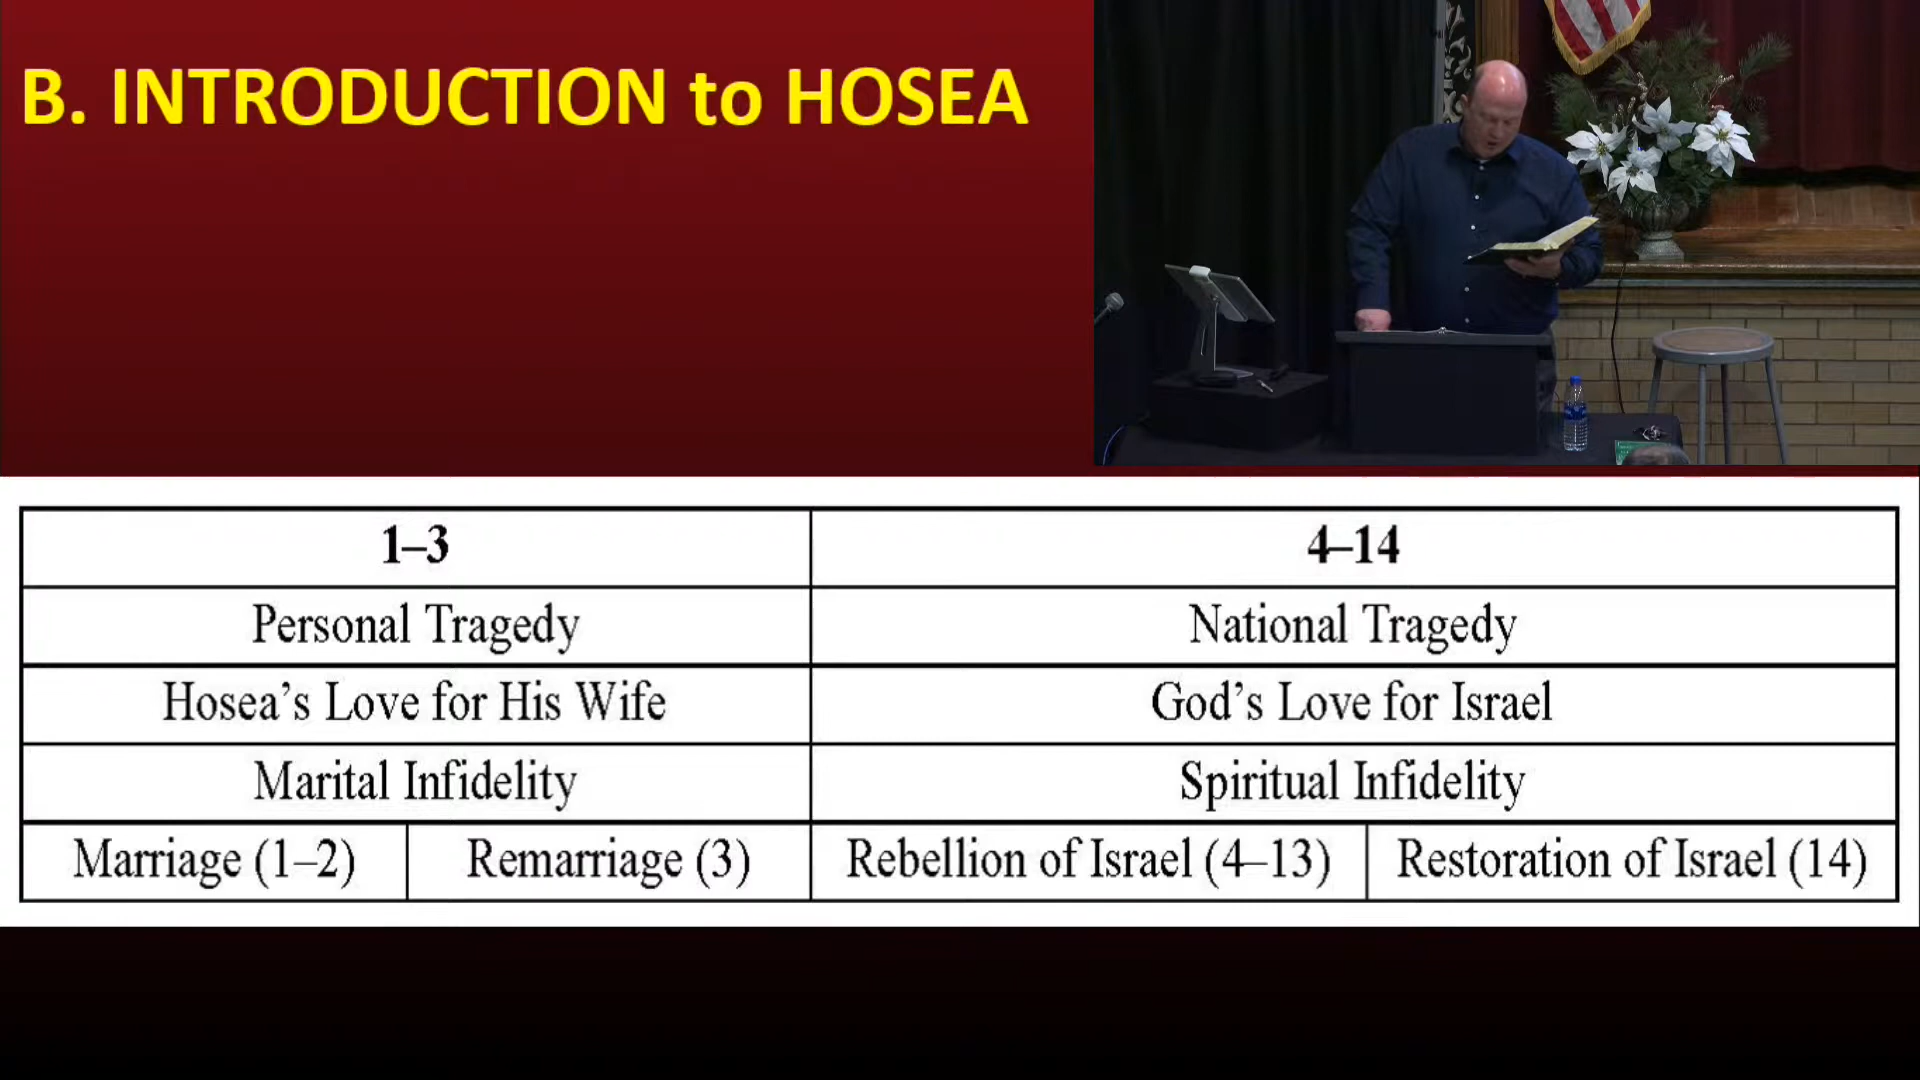 B. INTRODUCTION to HOSEA
1–3
4–14
Personal Tragedy
National Tragedy
Hosea’s Love for His Wife
God’s Love for Israel
Marital Infidelity
Spiritual Infidelity
Marriage (1–2)
Remarriage (3)
Rebellion of Israel (4–13)
Restoration of Israel (14)